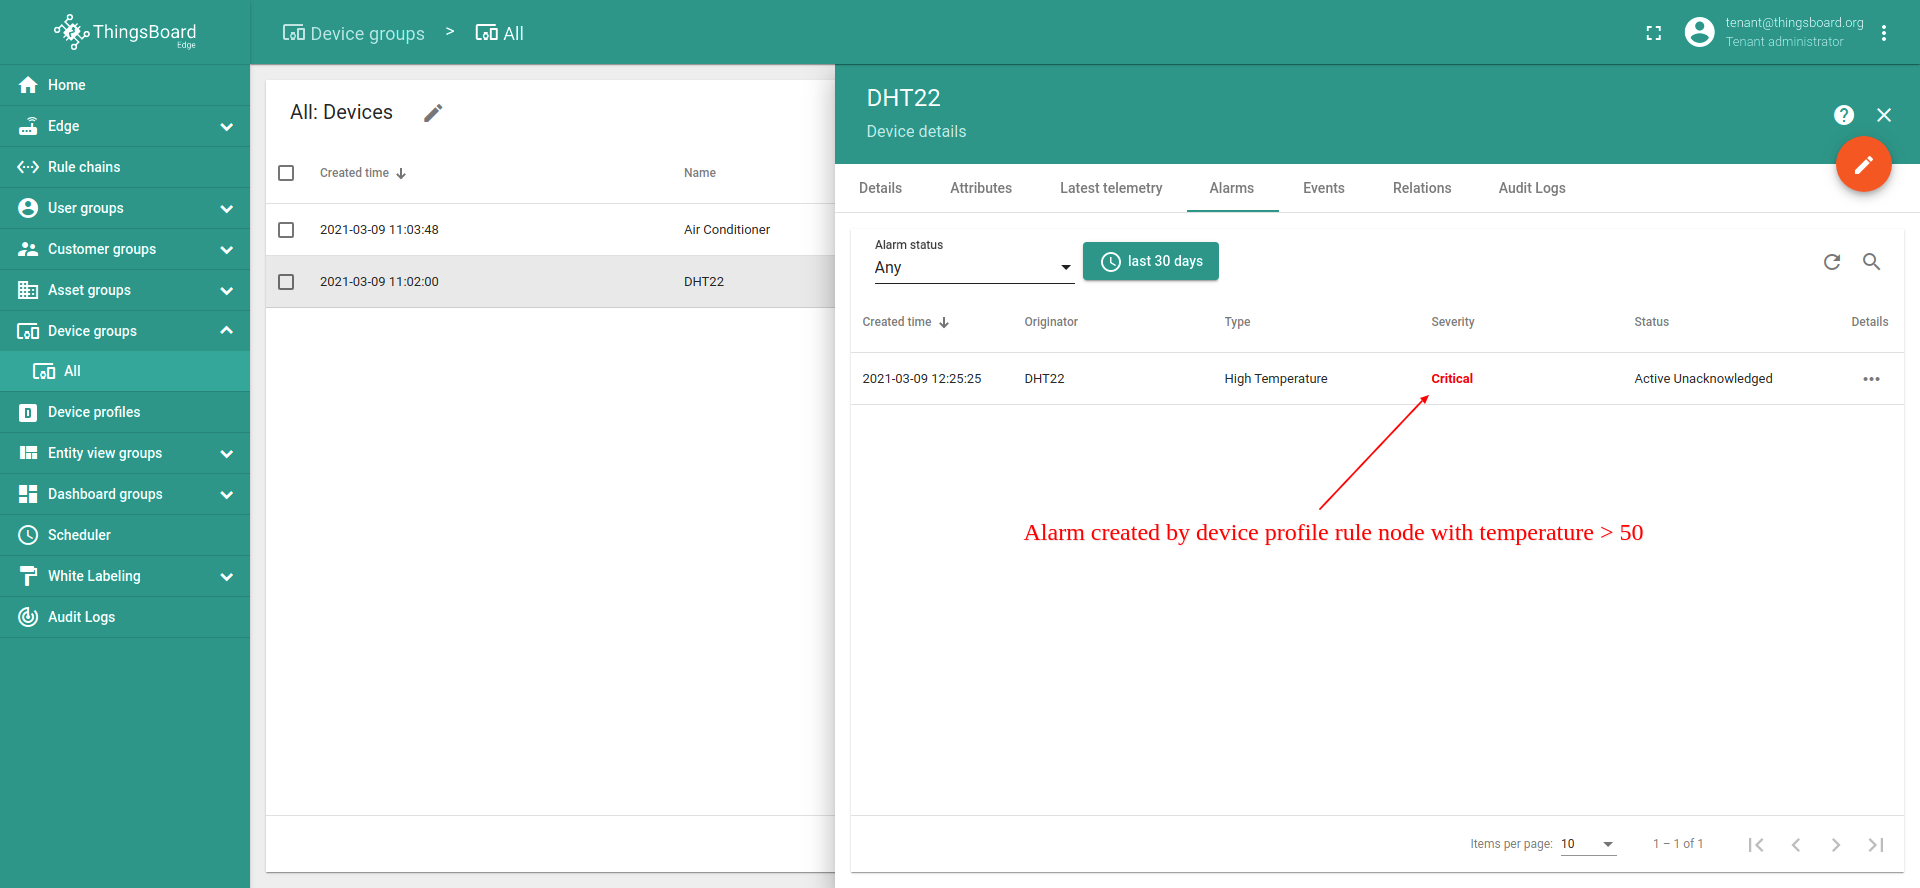 ThingsBoard
Edge
Device groups > All
tenant@thingsboard.org
Tenant administrator
Home
Edge
Rule chains
User groups
Customer groups
Asset groups
Device groups
All
Device profiles
Entity view groups
Dashboard groups
Scheduler
White Labeling
Audit Logs
All: Devices
Created time Name
2021-03-09 11:03:48 Air Conditioner
2021-03-09 11:02:00 DHT22
DHT22
Device details
Details Attributes Latest telemetry Alarms Events Relations Audit Logs
Alarm status
Any
last 30 days
Created time Originator Type Severity Status Details
2021-03-09 12:25:25 DHT22 High Temperature Critical Active Unacknowledged
Alarm created by device profile rule node with temperature > 50
Items per page: 10 1 – 1 of 1